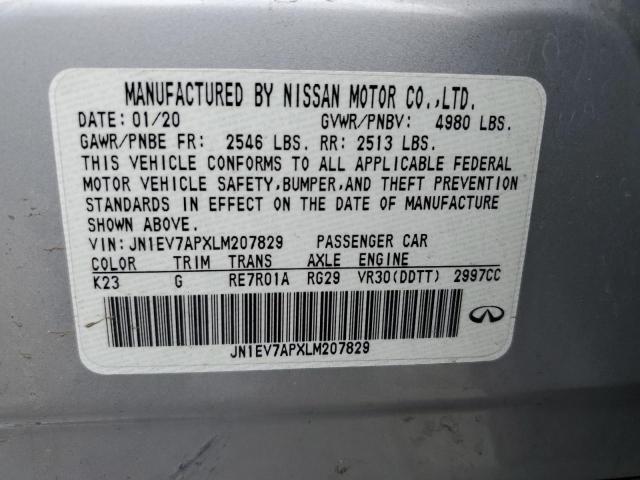 MANUFACTURED BY NISSAN MOTOR CO.,LTD.
DATE: 01/20 GVWR/PNBV: 4980 LBS.
GAWR/PNBE FR: 2546 LBS. RR: 2513 LBS.
THIS VEHICLE CONFORMS TO ALL APPLICABLE FEDERAL
MOTOR VEHICLE SAFETY,BUMPER,AND THEFT PREVENTION
STANDARDS IN EFFECT ON THE DATE OF MANUFACTURE
SHOWN ABOVE.
VIN: JN1EV7APXLM207829 PASSENGER CAR
COLOR TRIM TRANS AXLE ENGINE
K23 G RE7R01A RG29 VR30(DDTT) 2997CC
JN1EV7APXLM207829